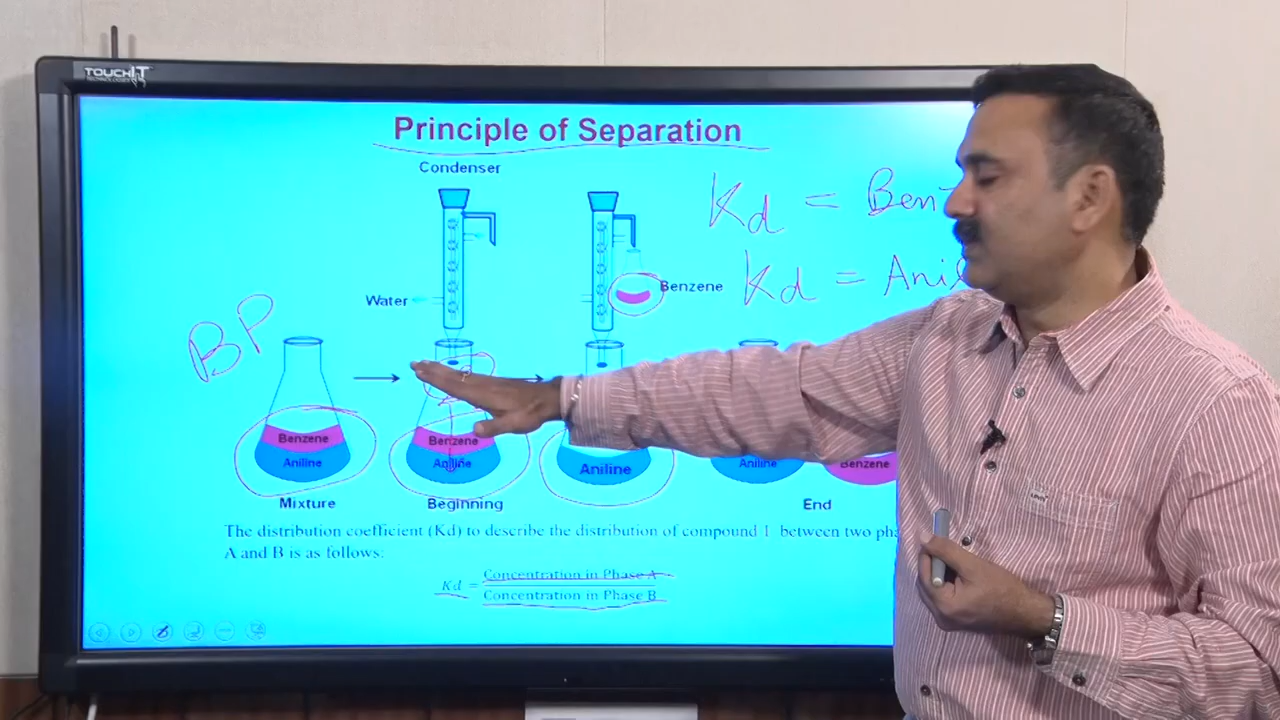 TOUCHIT
Principle of Separation
Condenser
Kd = Ben
Water
Benzene
Kd = Anil
BP
Benzene
Aniline
Benzene
Aniline
Aniline
Aniline
Benzene
Mixture
Beginning
End
The distribution coefficient (Kd) to describe the distribution of compound 1 between two pha
A and B is as follows:
Kd = Concentration in Phase A
Concentration in Phase B